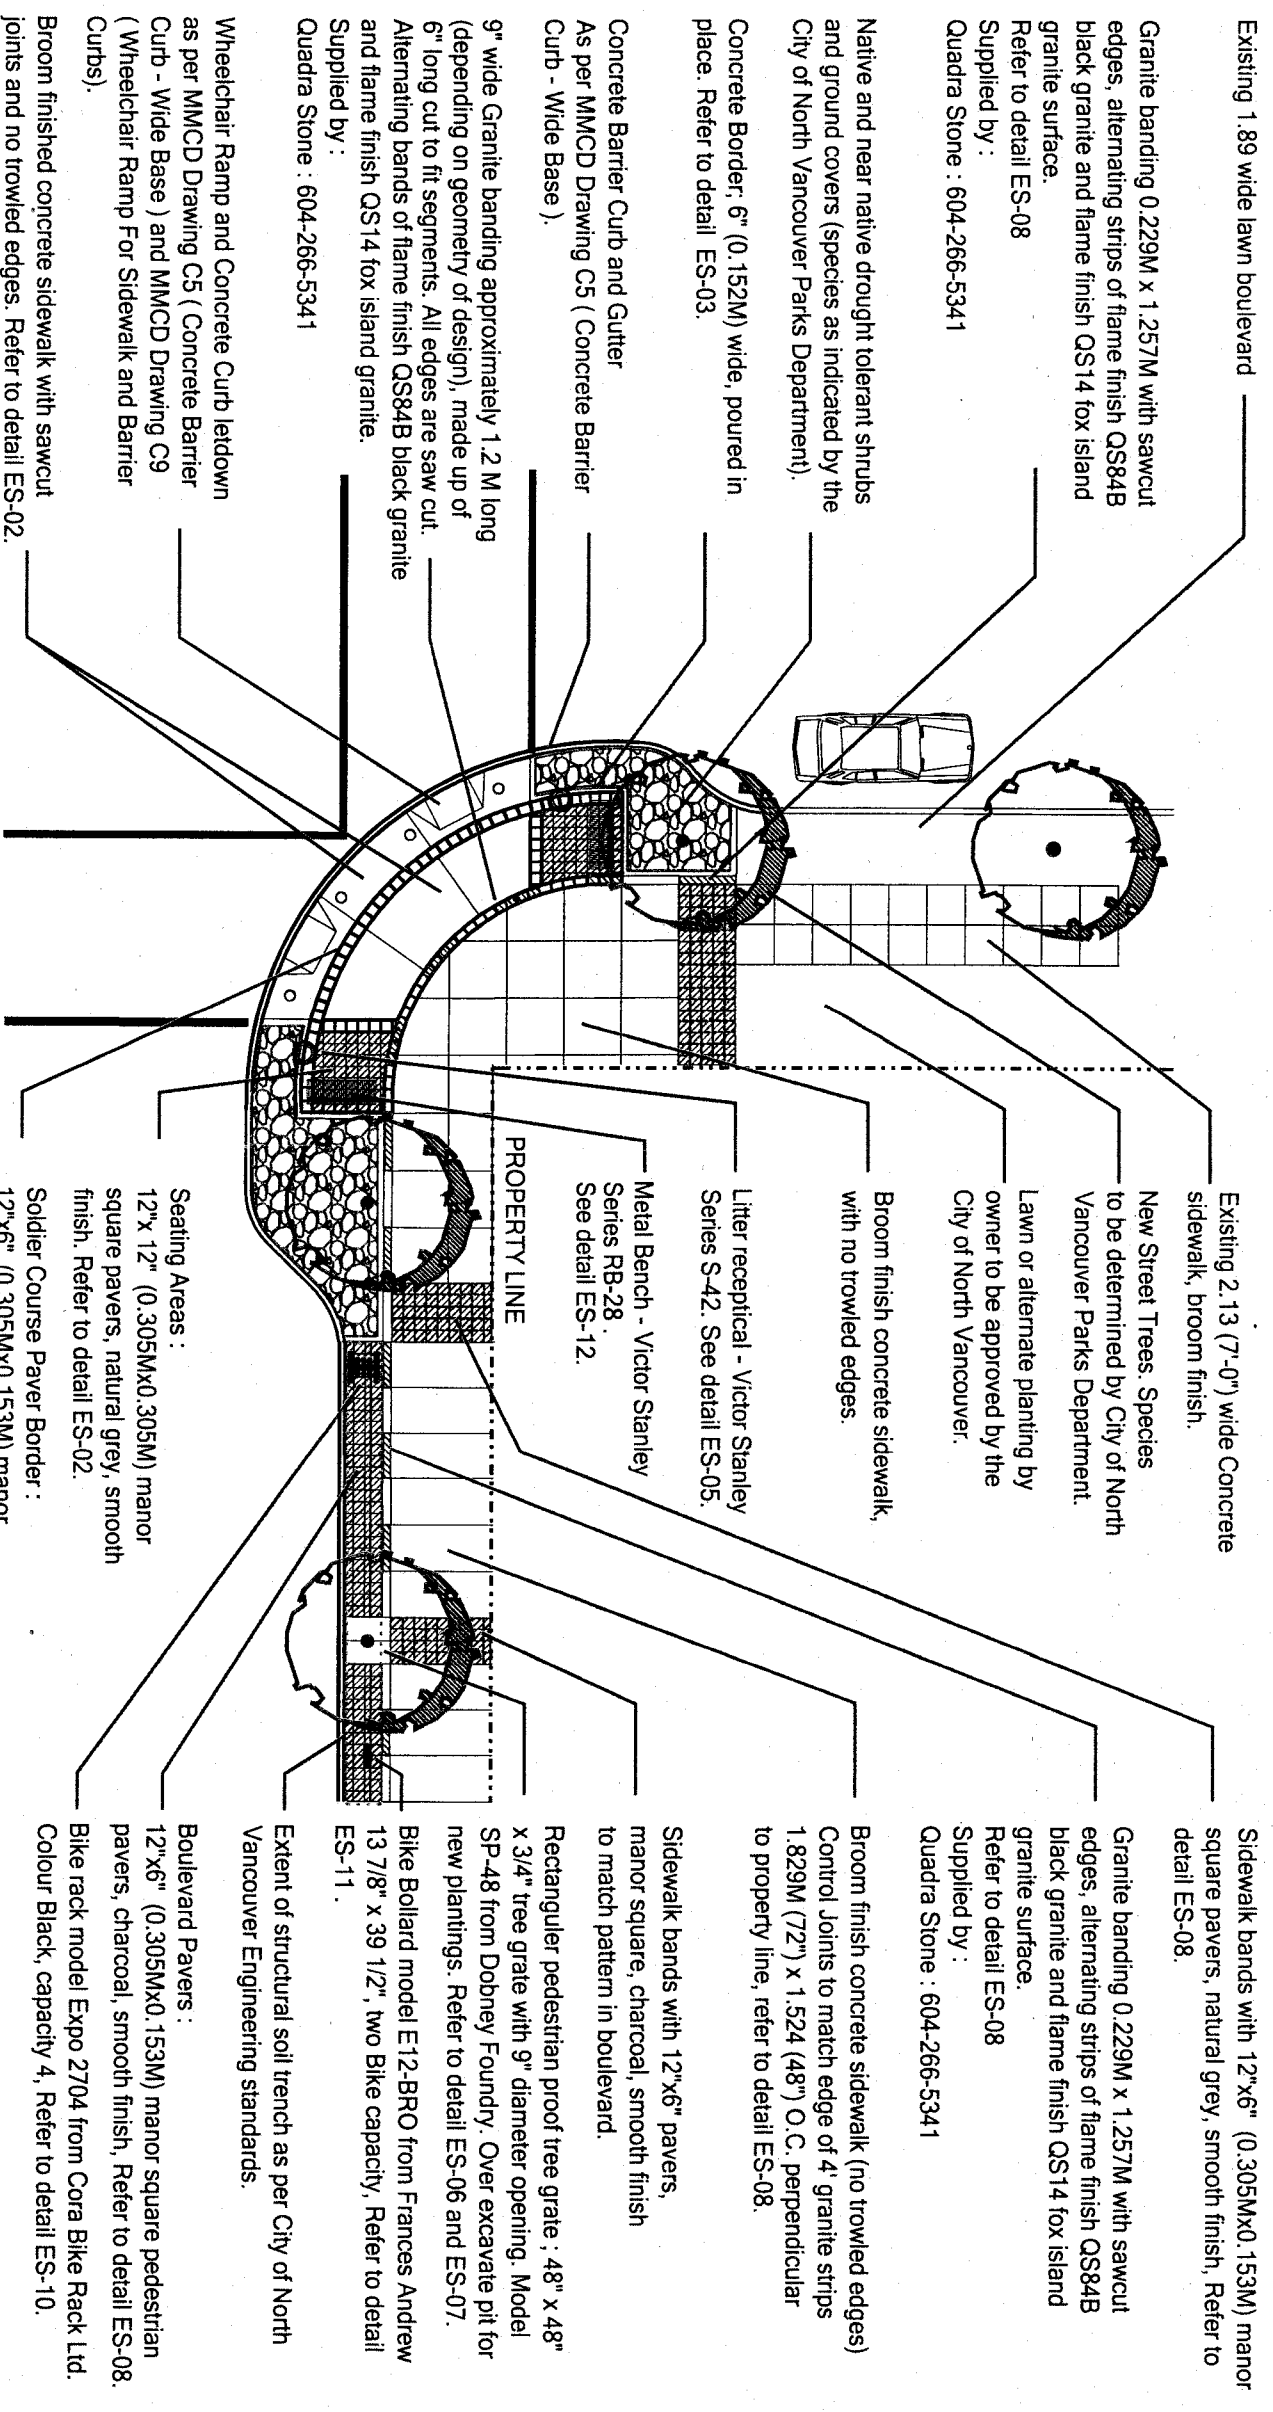 Existing 1.89 wide lawn boulevard
Granite banding 0.229M x 1.257M with sawcut
edges, alternating strips of flame finish QS84B
black granite and flame finish QS14 fox island
granite surface.
Refer to detail ES-08
Supplied by :
Quadra Stone : 604-266-5341
Native and near native drought tolerant shrubs
and ground covers (species as indicated by the
City of North Vancouver Parks Department).
Concrete Border; 6" (0.152M) wide, poured in
place. Refer to detail ES-03.
Concrete Barrier Curb and Gutter
As per MMCD Drawing C5 ( Concrete Barrier
Curb - Wide Base ).
9" wide Granite banding approximately 1.2 M long
(depending on geometry of design), made up of
6" long cut to fit segments. All edges are saw cut.
Alternating bands of flame finish QS84B black granite
and flame finish QS14 fox island granite.
Supplied by :
Quadra Stone : 604-266-5341
Wheelchair Ramp and Concrete Curb letdown
as per MMCD Drawing C5 ( Concrete Barrier
Curb - Wide Base ) and MMCD Drawing C9
( Wheelchair Ramp For Sidewalk and Barrier
Curbs).
Broom finished concrete sidewalk with sawcut
joints and no trowled edges. Refer to detail ES-02.
Existing 2.13 (7'-0") wide Concrete
sidewalk, broom finish.
New Street Trees. Species
to be determined by City of North
Vancouver Parks Department.
Lawn or alternate planting by
owner to be approved by the
City of North Vancouver.
Broom finish concrete sidewalk,
with no trowled edges.
Litter receptical - Victor Stanley
Series S-42. See detail ES-05.
Metal Bench - Victor Stanley
Series RB-28 .
See detail ES-12.
PROPERTY LINE
Seating Areas :
12"x 12" (0.305Mx0.305M) manor
square pavers, natural grey, smooth
finish. Refer to detail ES-02.
Soldier Course Paver Border :
12"x6" (0.305Mx0.153M) manor
Sidewalk bands with 12"x6" (0.305Mx0.153M) manor
square pavers, natural grey, smooth finish, Refer to
detail ES-08.
Granite banding 0.229M x 1.257M with sawcut
edges, alternating strips of flame finish QS84B
black granite and flame finish QS14 fox island
granite surface.
Refer to detail ES-08
Supplied by :
Quadra Stone : 604-266-5341
Broom finish concrete sidewalk (no trowled edges)
Control Joints to match edge of 4' granite strips
1.829M (72") x 1.524 (48") O.C. perpendicular
to property line, refer to detail ES-08.
Sidewalk bands with 12"x6" pavers,
manor square, charcoal, smooth finish
to match pattern in boulevard.
Rectanguler pedestrian proof tree grate ; 48" x 48"
x 3/4" tree grate with 9" diameter opening. Model
SP-48 from Dobney Foundry. Over excavate pit for
new plantings. Refer to detail ES-06 and ES-07.
Bike Bollard model E12-BRO from Frances Andrew
13 7/8" x 39 1/2", two Bike capacity, Refer to detail
ES-11 .
Extent of structural soil trench as per City of North
Vancouver Engineering standards.
Boulevard Pavers :
12"x6" (0.305Mx0.153M) manor square pedestrian
pavers, charcoal, smooth finish, Refer to detail ES-08.
Bike rack model Expo 2704 from Cora Bike Rack Ltd.
Colour Black, capacity 4, Refer to detail ES-10.